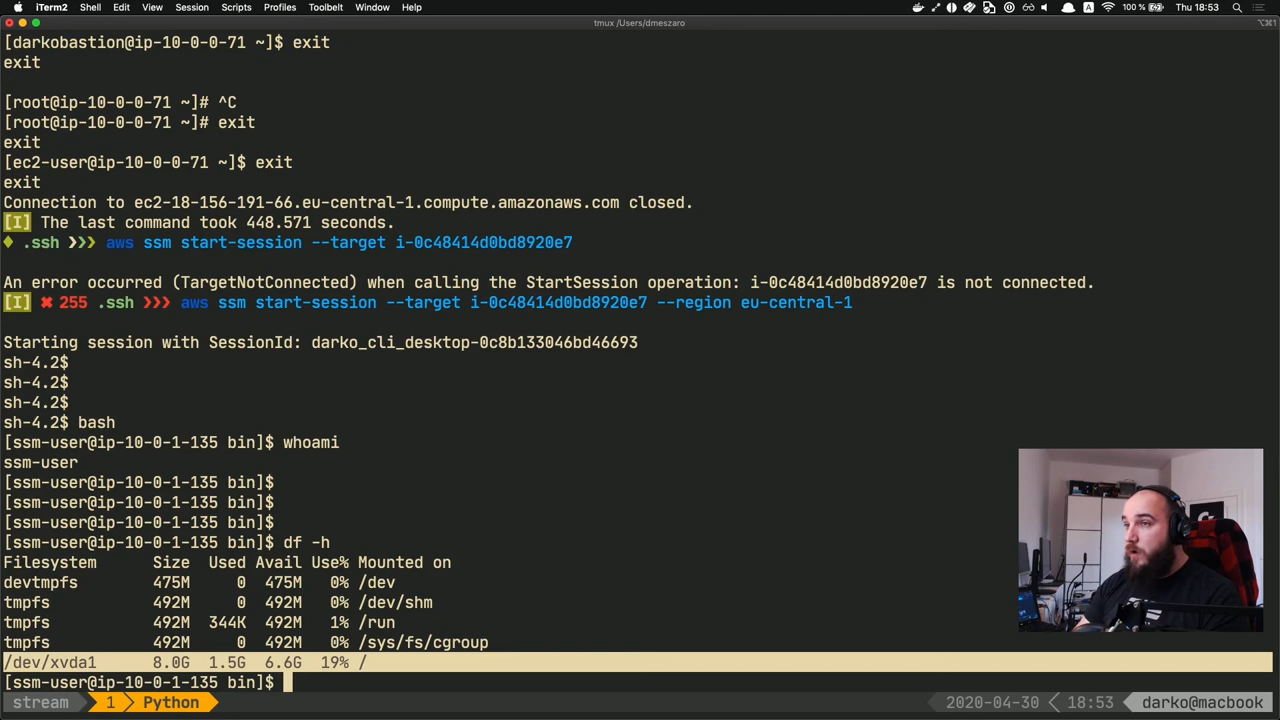 iTerm2 Shell Edit View Session Scripts Profiles Toolbelt Window Help 100 % Thu 18:53
tmux /Users/dmeszaro ⌥⌘1
[darkobastion@ip-10-0-0-71 ~]$ exit
exit
[root@ip-10-0-0-71 ~]# ^C
[root@ip-10-0-0-71 ~]# exit
exit
[ec2-user@ip-10-0-0-71 ~]$ exit
exit
Connection to ec2-18-156-191-66.eu-central-1.compute.amazonaws.com closed.
[I] The last command took 448.571 seconds.
♦ .ssh ❯❯❯ aws ssm start-session --target i-0c48414d0bd8920e7
An error occurred (TargetNotConnected) when calling the StartSession operation: i-0c48414d0bd8920e7 is not connected.
[I] ✖ 255 .ssh ❯❯❯ aws ssm start-session --target i-0c48414d0bd8920e7 --region eu-central-1
Starting session with SessionId: darko_cli_desktop-0c8b133046bd46693
sh-4.2$
sh-4.2$
sh-4.2$
sh-4.2$ bash
[ssm-user@ip-10-0-1-135 bin]$ whoami
ssm-user
[ssm-user@ip-10-0-1-135 bin]$
[ssm-user@ip-10-0-1-135 bin]$
[ssm-user@ip-10-0-1-135 bin]$
[ssm-user@ip-10-0-1-135 bin]$ df -h
Filesystem Size Used Avail Use% Mounted on
devtmpfs 475M 0 475M 0% /dev
tmpfs 492M 0 492M 0% /dev/shm
tmpfs 492M 344K 492M 1% /run
tmpfs 492M 0 492M 0% /sys/fs/cgroup
/dev/xvda1 8.0G 1.5G 6.6G 19% /
[ssm-user@ip-10-0-1-135 bin]$
stream 1 Python 2020-04-30 18:53 darko@macbook